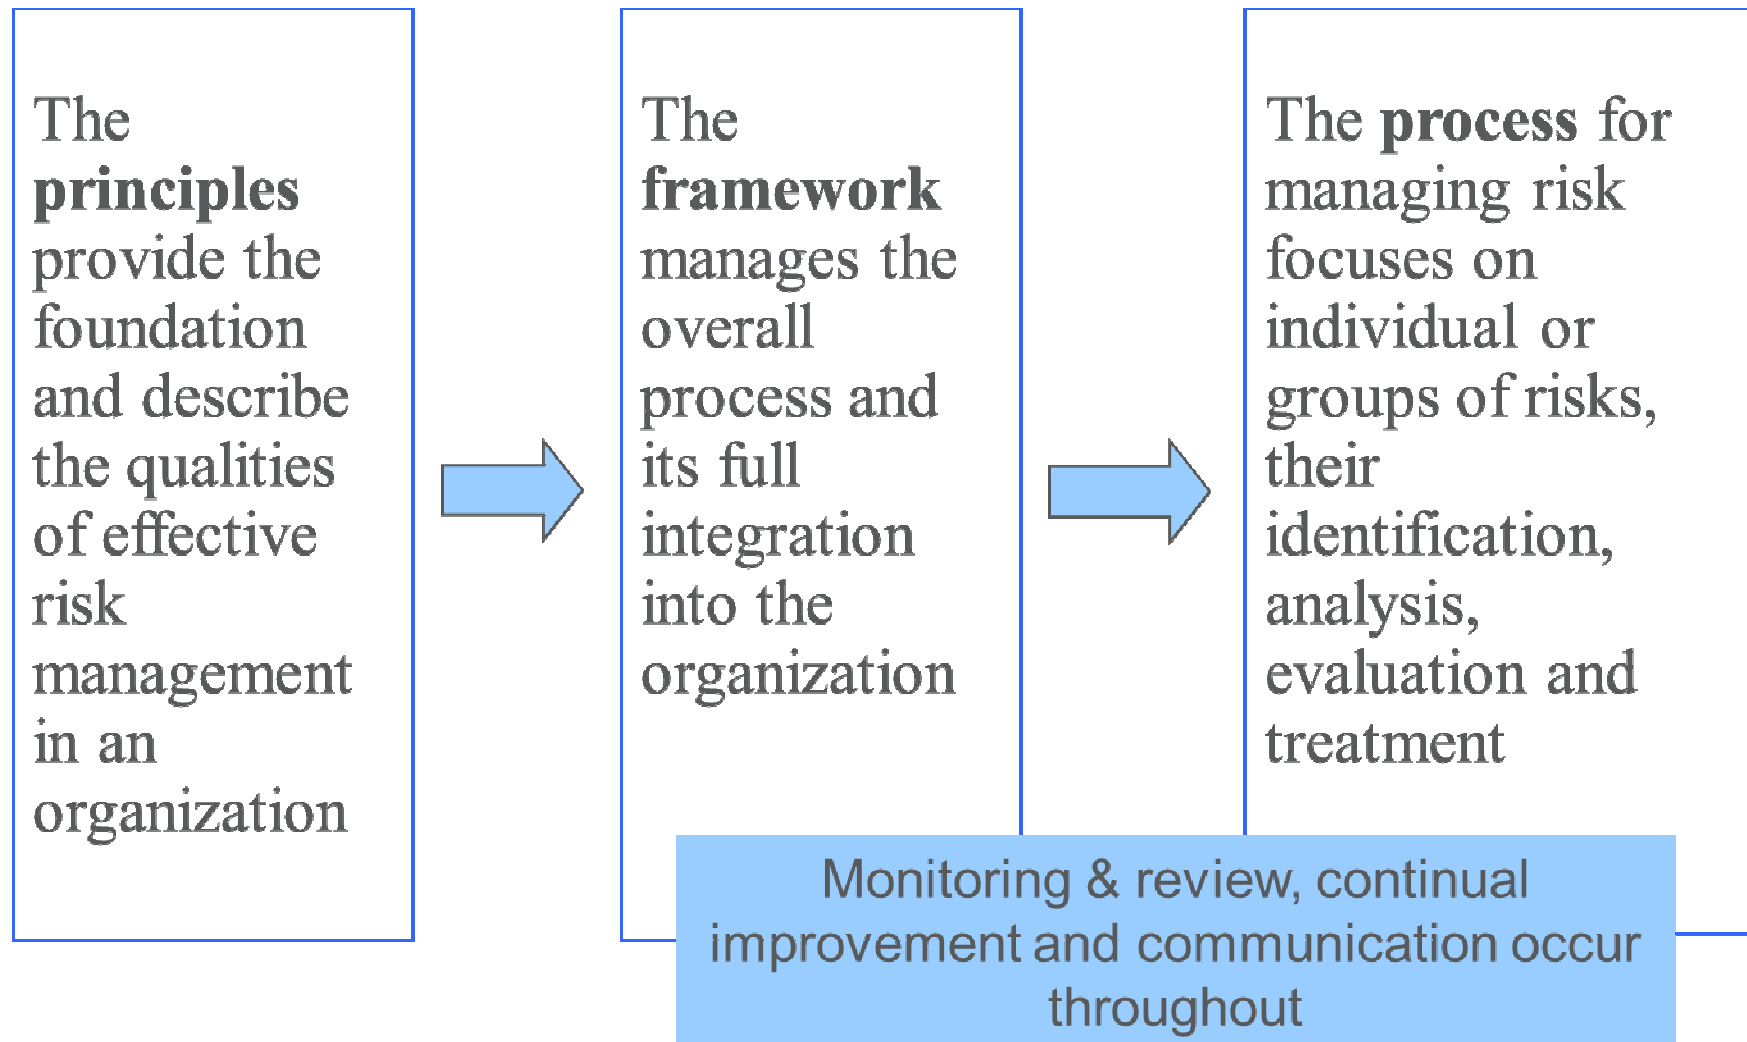 The
principles
provide the
foundation
and describe
the qualities
of effective
risk
management
in an
organization
The
framework
manages the
overall
process and
its full
integration
into the
organization
The process for
managing risk
focuses on
individual or
groups of risks,
their
identification,
analysis,
evaluation and
treatment
Monitoring & review, continual
improvement and communication occur
throughout